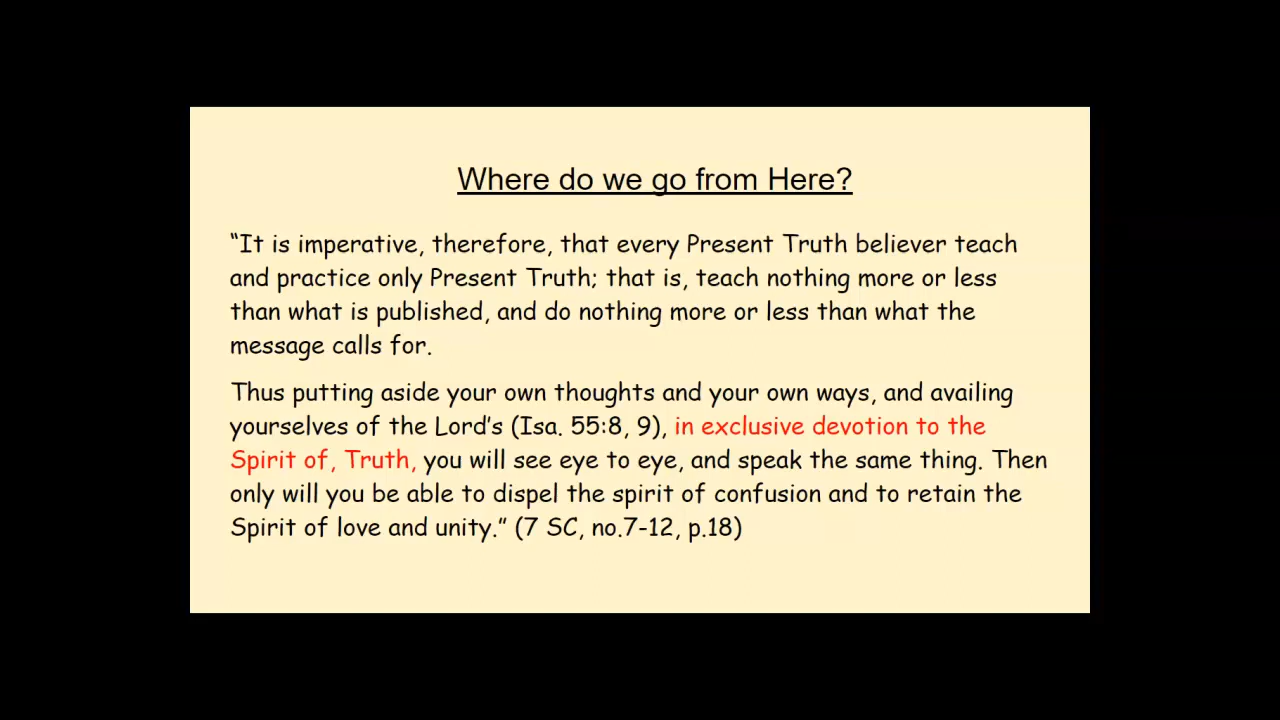 Where do we go from Here?
“It is imperative, therefore, that every Present Truth believer teach
and practice only Present Truth; that is, teach nothing more or less
than what is published, and do nothing more or less than what the
message calls for.
Thus putting aside your own thoughts and your own ways, and availing
yourselves of the Lord’s (Isa. 55:8, 9), in exclusive devotion to the
Spirit of, Truth, you will see eye to eye, and speak the same thing. Then
only will you be able to dispel the spirit of confusion and to retain the
Spirit of love and unity.” (7 SC, no.7-12, p.18)